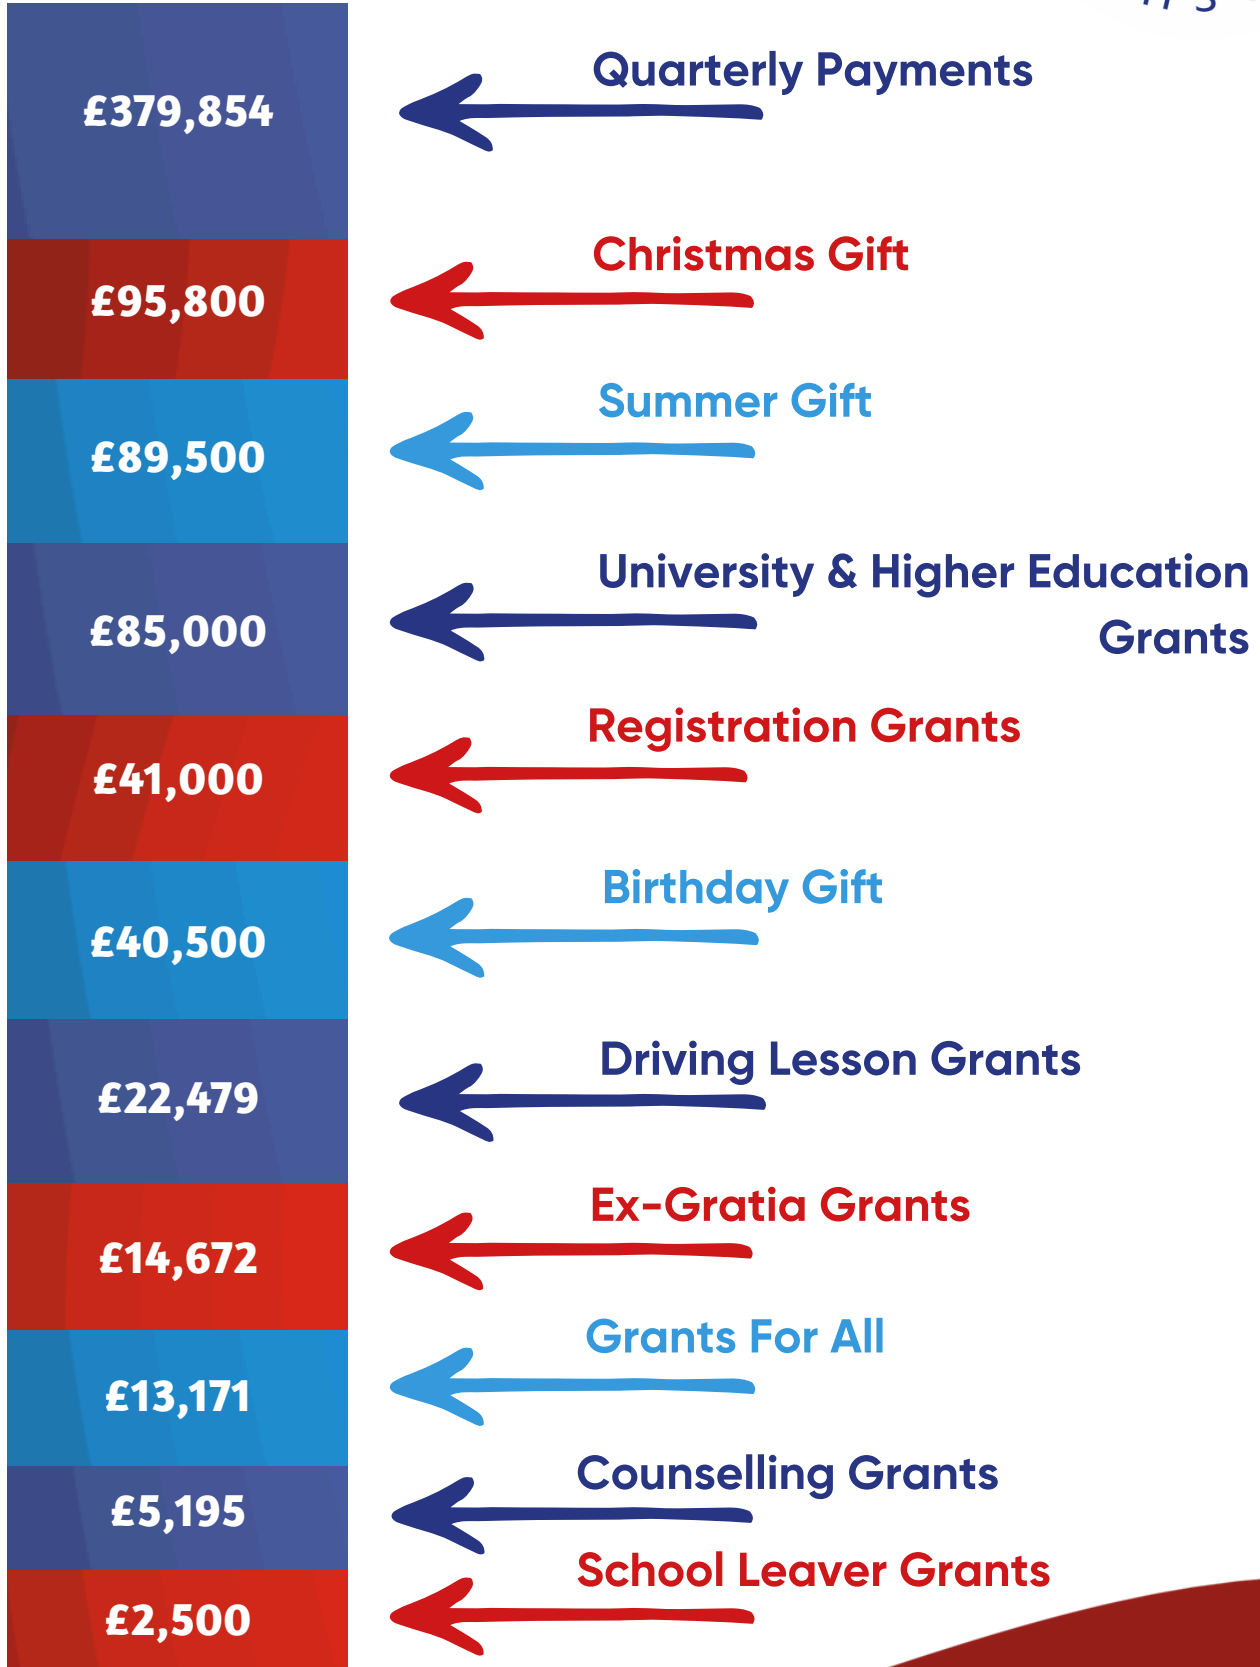 £379,854
Quarterly Payments
£95,800
Christmas Gift
£89,500
Summer Gift
£85,000
University & Higher Education
Grants
£41,000
Registration Grants
£40,500
Birthday Gift
£22,479
Driving Lesson Grants
£14,672
Ex-Gratia Grants
£13,171
Grants For All
£5,195
Counselling Grants
£2,500
School Leaver Grants